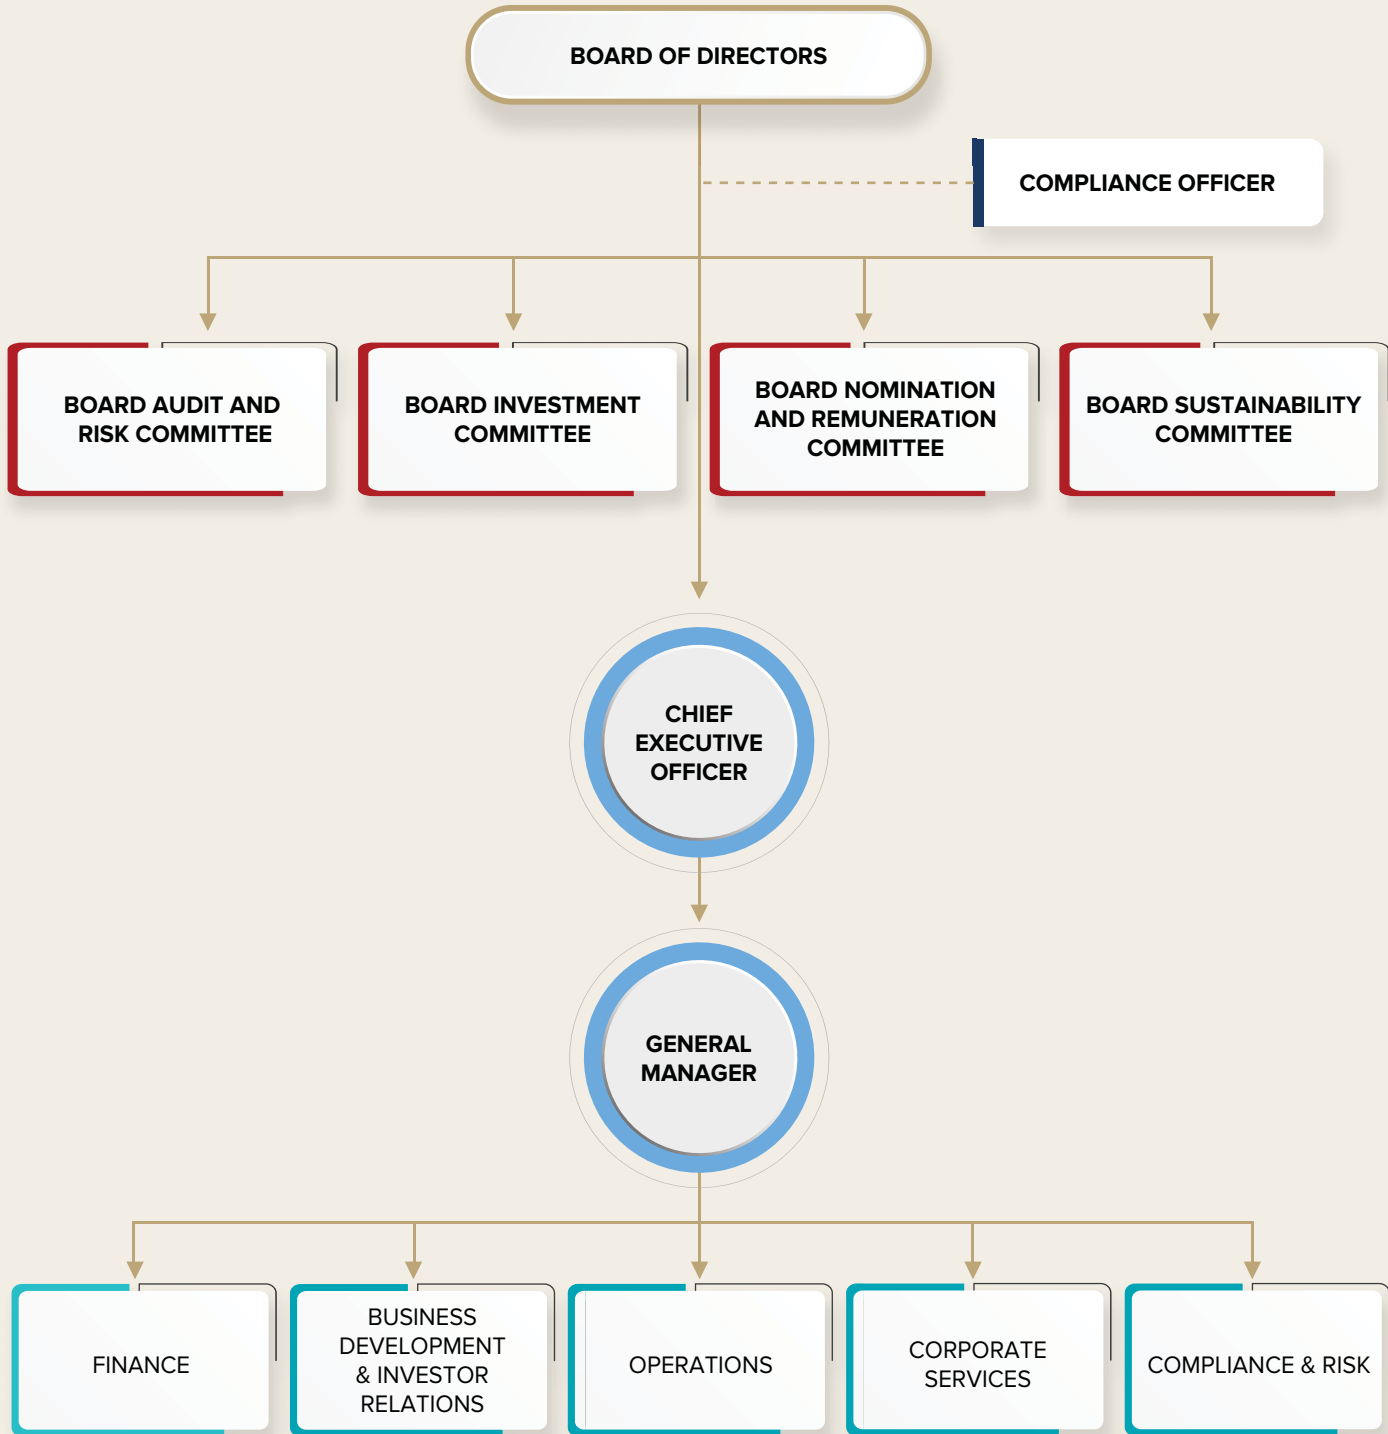 BOARD OF DIRECTORS
COMPLIANCE OFFICER
BOARD AUDIT AND
RISK COMMITTEE
BOARD INVESTMENT
COMMITTEE
BOARD NOMINATION
AND REMUNERATION
COMMITTEE
BOARD SUSTAINABILITY
COMMITTEE
CHIEF
EXECUTIVE
OFFICER
GENERAL
MANAGER
FINANCE
BUSINESS
DEVELOPMENT
& INVESTOR
RELATIONS
OPERATIONS
CORPORATE
SERVICES
COMPLIANCE & RISK